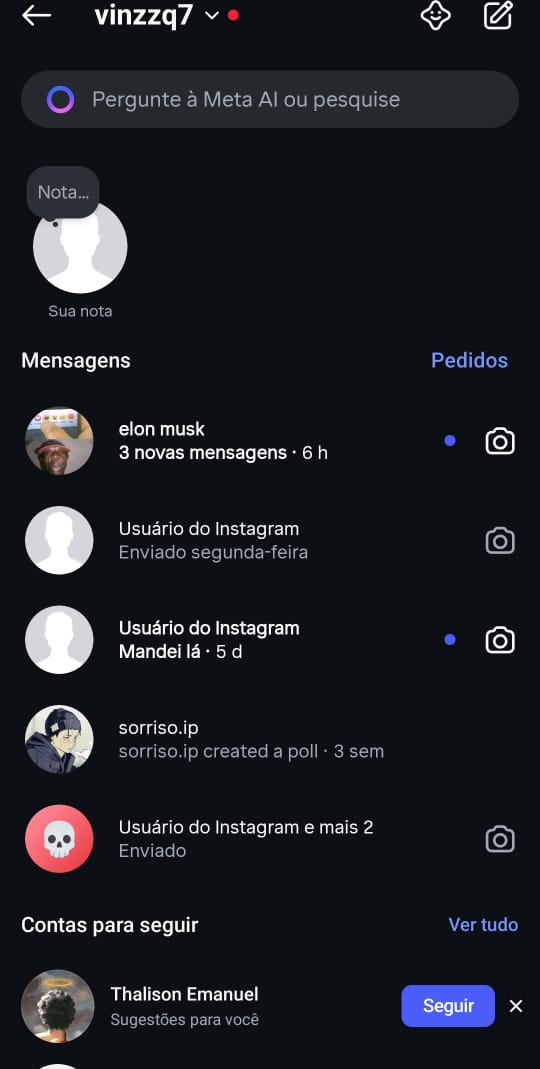 vinzzq7
Pergunte à Meta AI ou pesquise
Nota...
Sua nota
Mensagens
Pedidos
elon musk
3 novas mensagens · 6 h
Usuário do Instagram
Enviado segunda-feira
Usuário do Instagram
Mandei lá · 5 d
sorriso.ip
sorriso.ip created a poll · 3 sem
Usuário do Instagram e mais 2
Enviado
Contas para seguir
Ver tudo
Thalison Emanuel
Sugestões para você
Seguir